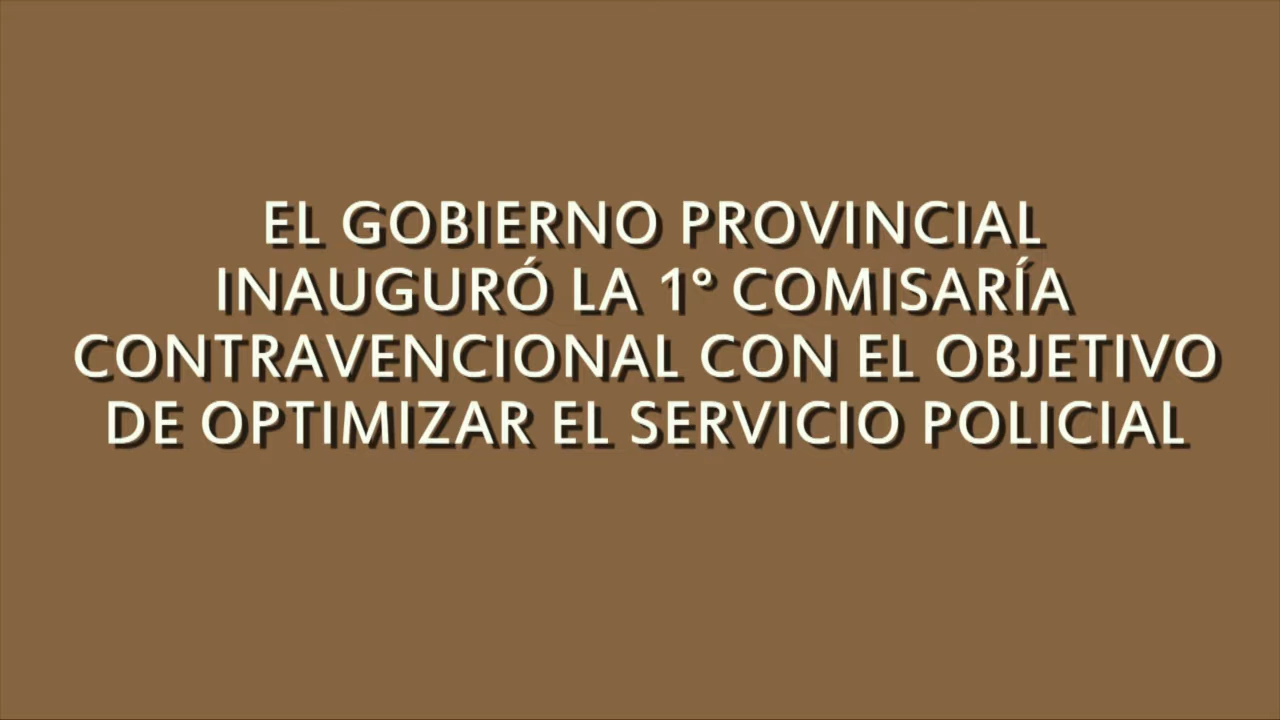 EL GOBIERNO PROVINCIAL
INAUGURÓ LA 1° COMISARÍA
CONTRAVENCIONAL CON EL OBJETIVO
DE OPTIMIZAR EL SERVICIO POLICIAL